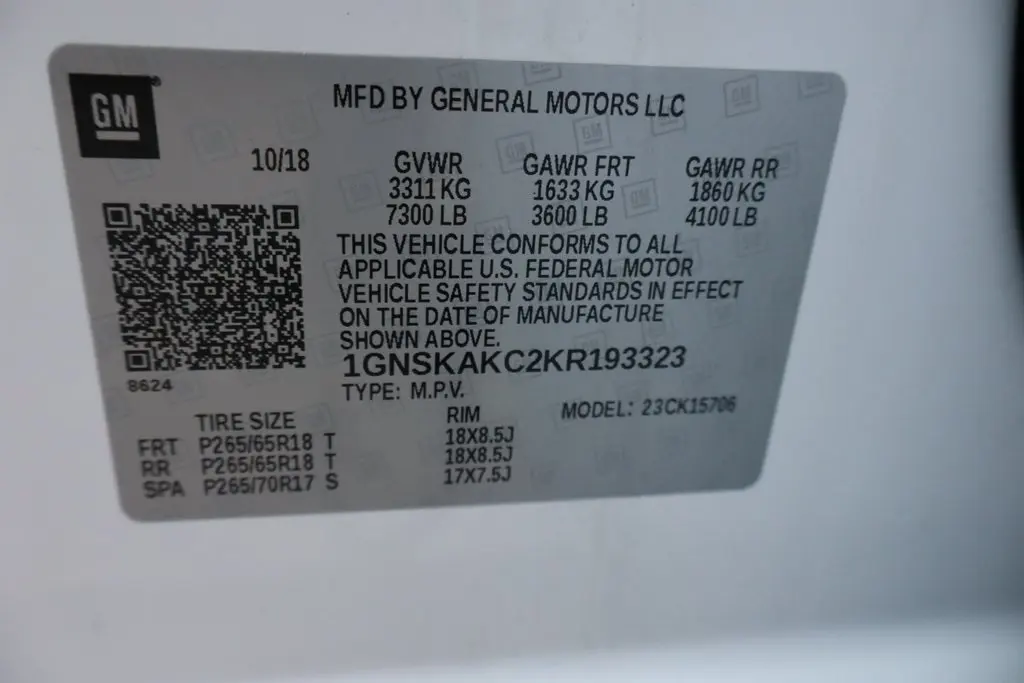 GM
MFD BY GENERAL MOTORS LLC
10/18 GVWR GAWR FRT GAWR RR
3311 KG 1633 KG 1860 KG
7300 LB 3600 LB 4100 LB
THIS VEHICLE CONFORMS TO ALL
APPLICABLE U.S. FEDERAL MOTOR
VEHICLE SAFETY STANDARDS IN EFFECT
ON THE DATE OF MANUFACTURE
SHOWN ABOVE.
1GNSKAKC2KR193323
8624
TYPE: M.P.V.
MODEL: 23CK15706
TIRE SIZE RIM
FRT P265/65R18 T 18X8.5J
RR P265/65R18 T 18X8.5J
SPA P265/70R17 S 17X7.5J